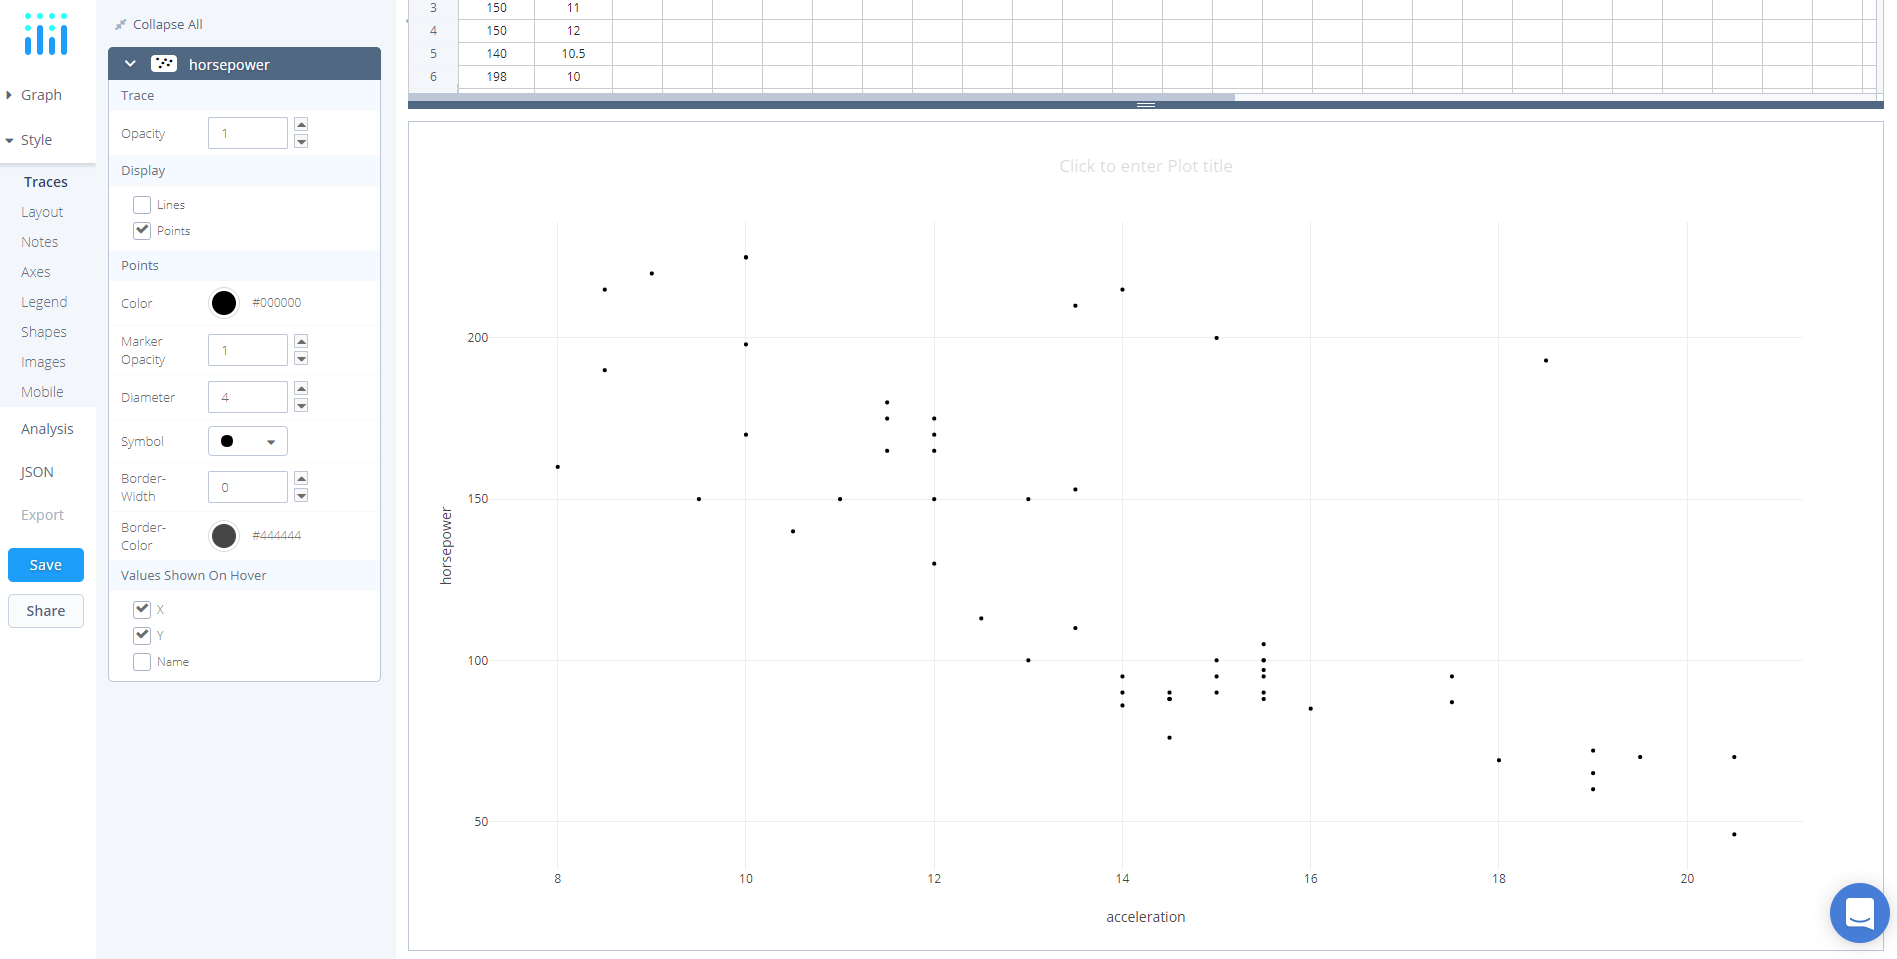 Collapse All
horsepower
Graph
Style
Traces
Layout
Notes
Axes
Legend
Shapes
Images
Mobile
Analysis
JSON
Export
Save
Share
Trace
Opacity 1
Display
Lines
Points
Points
Color #000000
Marker
Opacity
1
Diameter 4
Symbol
Border-
Width
0
Border-
Color
#444444
Values Shown On Hover
X
Y
Name
3 150 11
4 150 12
5 140 10.5
6 198 10
Click to enter Plot title
200
150
100
50
horsepower
8 10 12 14 16 18 20
acceleration